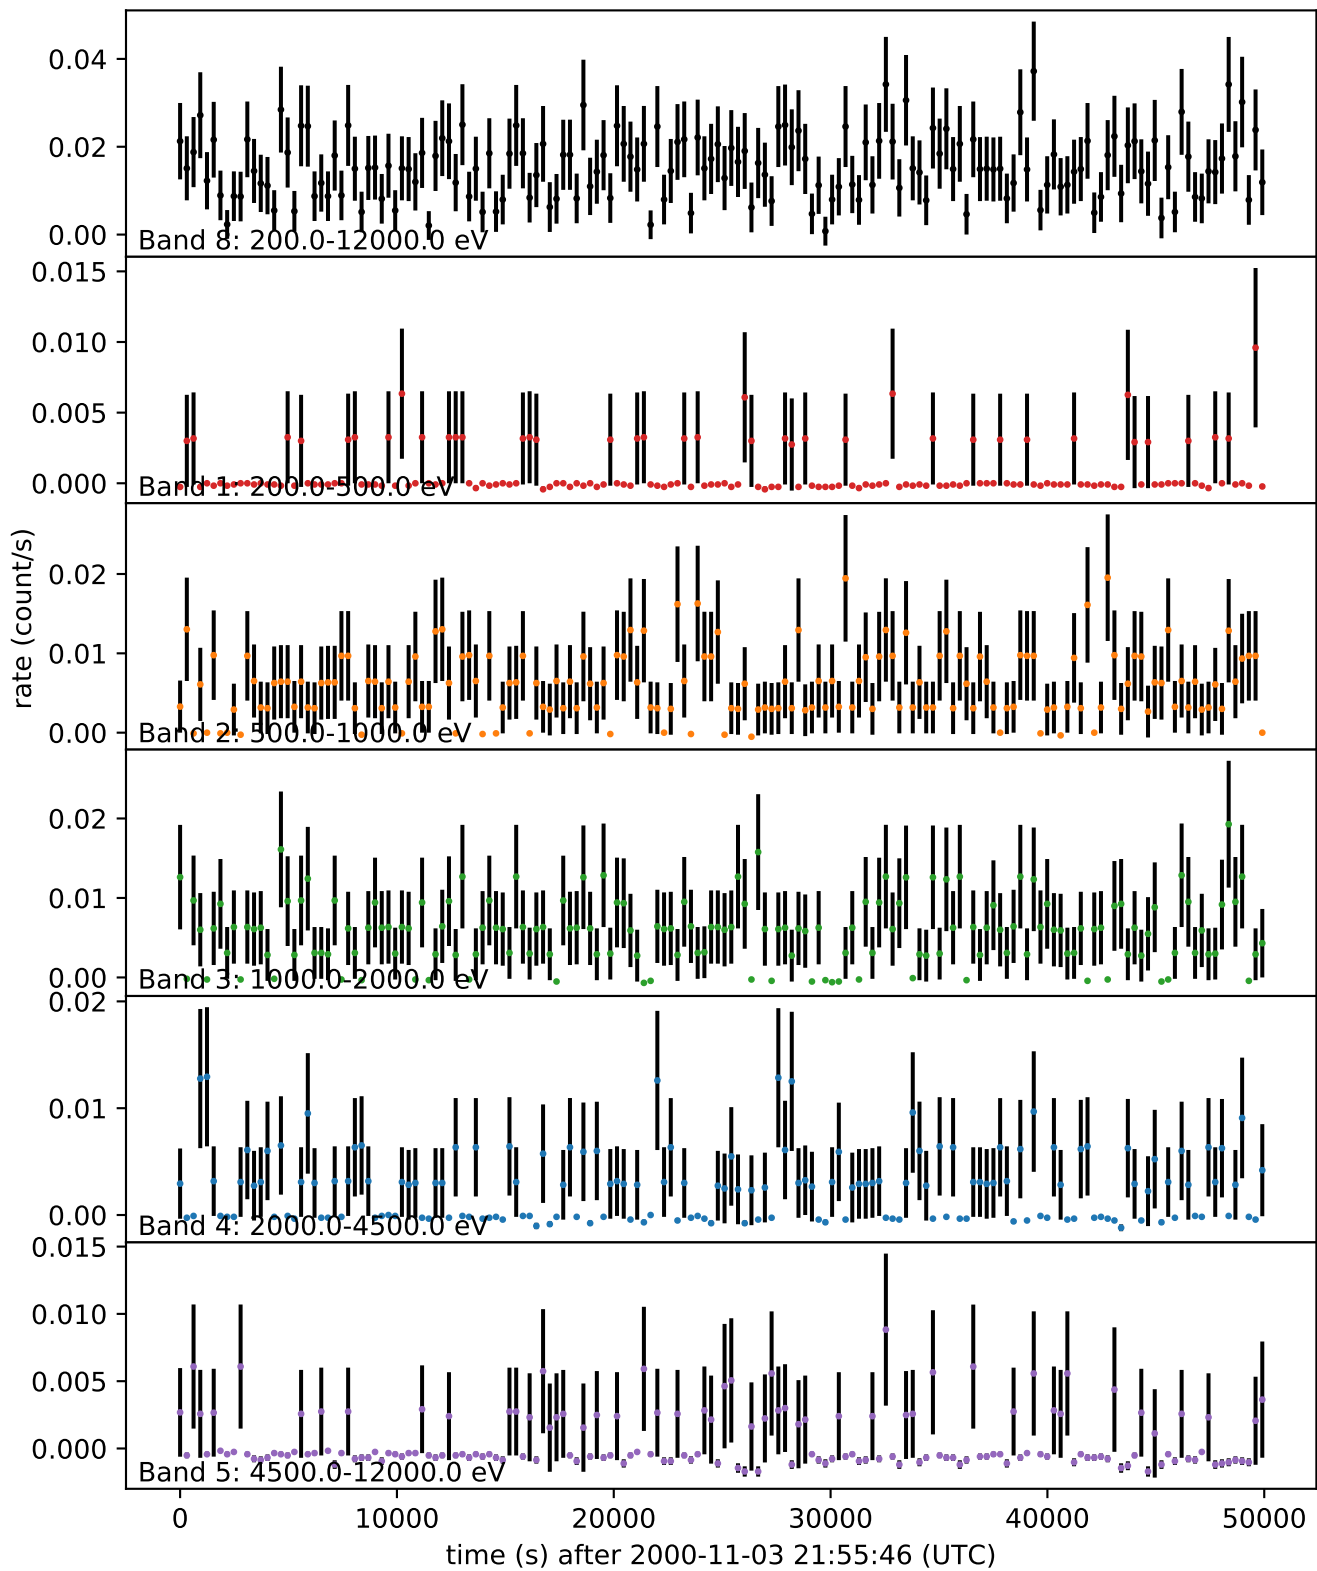 0.04
0.02
0.00
Band 8: 200.0-12000.0 eV
0.015
0.010
0.005
0.000
Band 1: 200.0-500.0 eV
rate (count/s)
0.02
0.01
0.00
Band 2: 500.0-1000.0 eV
0.02
0.01
0.00
Band 3: 1000.0-2000.0 eV
0.02
0.01
0.00
Band 4: 2000.0-4500.0 eV
0.015
0.010
0.005
0.000
Band 5: 4500.0-12000.0 eV
0 10000 20000 30000 40000 50000
time (s) after 2000-11-03 21:55:46 (UTC)